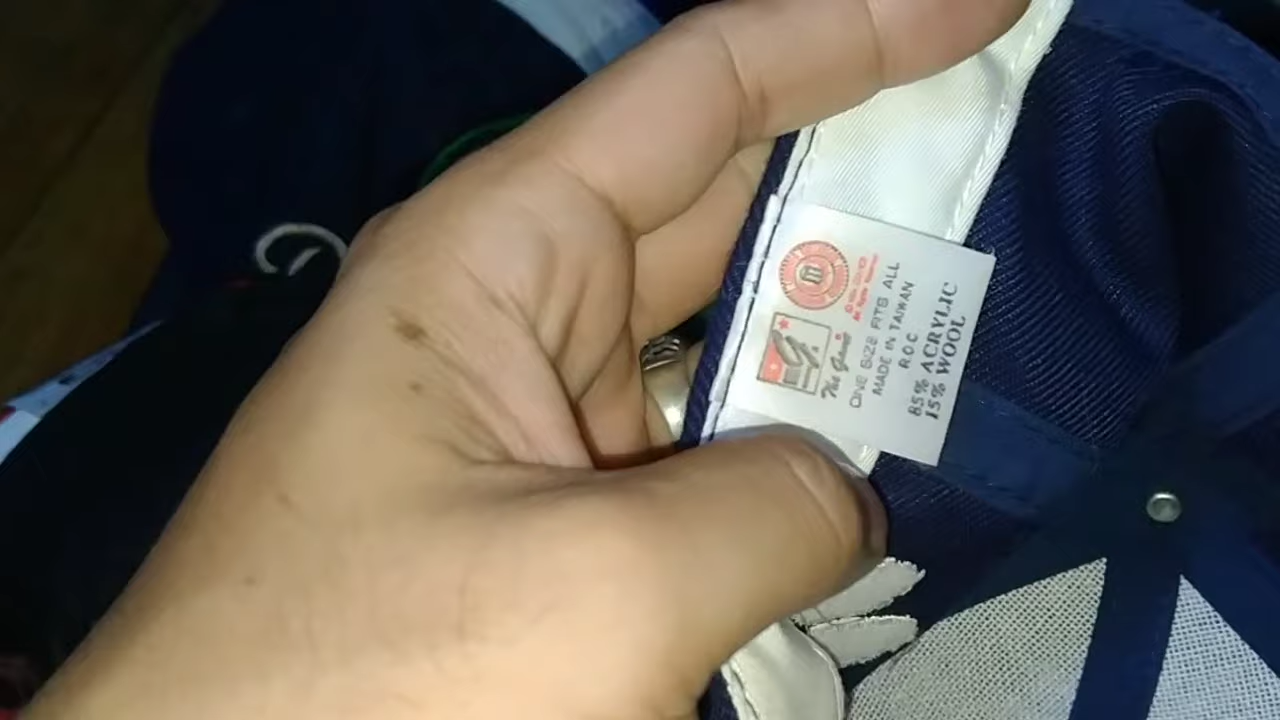 The Game
ONE SIZE FITS ALL
MADE IN TAIWAN
R.O.C
85% ACRYLIC
15% WOOL